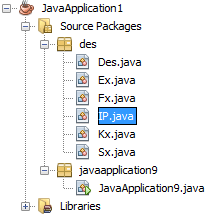 JavaApplication1
Source Packages
des
Des.java
Ex.java
Fx.java
IP.java
Kx.java
Sx.java
javaapplication9
JavaApplication9.java
Libraries